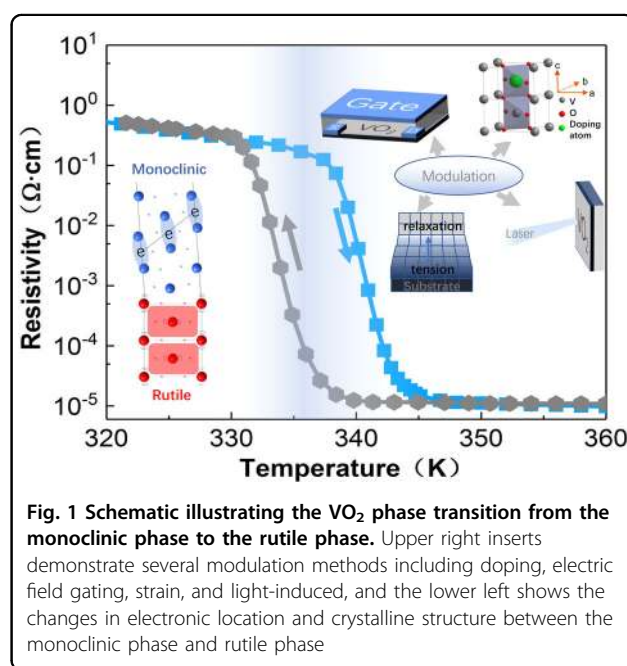 10¹
10⁰
10⁻¹
10⁻²
10⁻³
10⁻⁴
10⁻⁵
Resistivity (Ω·cm)
Monoclinic
e
e
e
Rutile
Gate
VO₂
c
b
a
V
O
Doping
atom
Modulation
relaxation
tension
Substrate
Laser
320 330 340 350 360
Temperature (K)
Fig. 1 Schematic illustrating the VO₂ phase transition from the
monoclinic phase to the rutile phase. Upper right inserts
demonstrate several modulation methods including doping, electric
field gating, strain, and light-induced, and the lower left shows the
changes in electronic location and crystalline structure between the
monoclinic phase and rutile phase